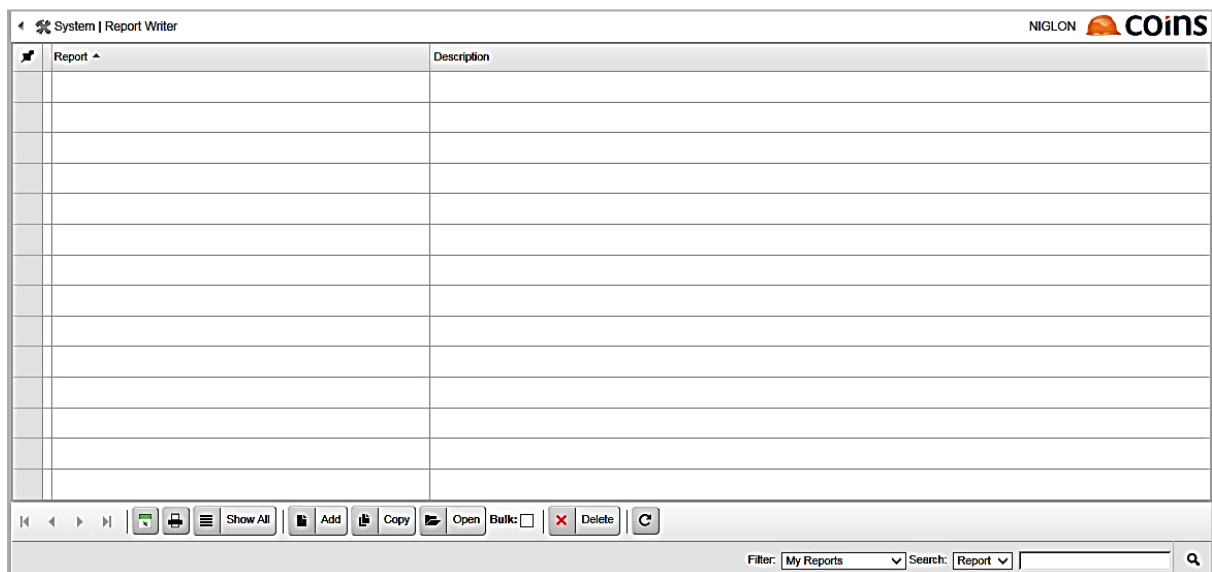 System | Report Writer NIGLON COINS
Report Description
Show All Add Copy Open Bulk: Delete
Filter: My Reports Search: Report